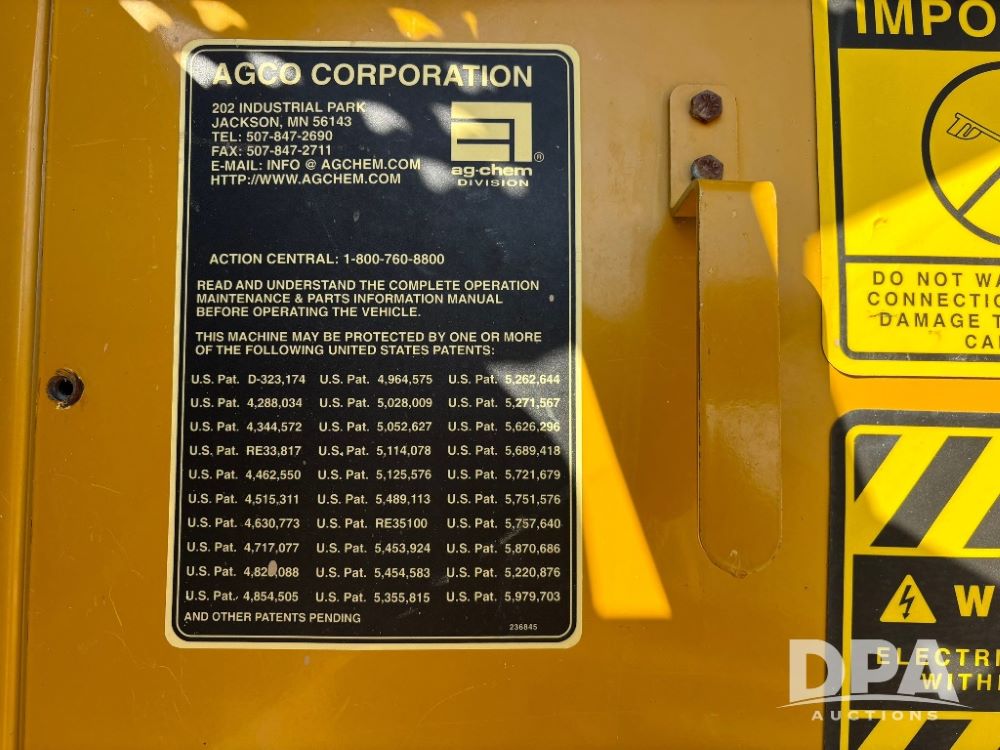 AGCO CORPORATION
202 INDUSTRIAL PARK
JACKSON, MN 56143
TEL: 507-847-2690
FAX: 507-847-2711
E-MAIL: INFO @ AGCHEM.COM
HTTP://WWW.AGCHEM.COM
®
ag-chem
DIVISION
ACTION CENTRAL: 1-800-760-8800
READ AND UNDERSTAND THE COMPLETE OPERATION
MAINTENANCE & PARTS INFORMATION MANUAL
BEFORE OPERATING THE VEHICLE.
THIS MACHINE MAY BE PROTECTED BY ONE OR MORE
OF THE FOLLOWING UNITED STATES PATENTS:
U.S. Pat. D-323,174 U.S. Pat. 4,964,575 U.S. Pat. 5,262,644
U.S. Pat. 4,288,034 U.S. Pat. 5,028,009 U.S. Pat. 5,271,567
U.S. Pat. 4,344,572 U.S. Pat. 5,052,627 U.S. Pat. 5,626,296
U.S. Pat. RE33,817 U.S. Pat. 5,114,078 U.S. Pat. 5,689,418
U.S. Pat. 4,462,550 U.S. Pat. 5,125,576 U.S. Pat. 5,721,679
U.S. Pat. 4,515,311 U.S. Pat. 5,489,113 U.S. Pat. 5,751,576
U.S. Pat. 4,630,773 U.S. Pat. RE35100 U.S. Pat. 5,757,640
U.S. Pat. 4,717,077 U.S. Pat. 5,453,924 U.S. Pat. 5,870,686
U.S. Pat. U.S. Pat. 5,454,583 U.S. Pat. 5,220,876
U.S. Pat. 4,854,505 U.S. Pat. 5,355,815 U.S. Pat. 5,979,703
AND OTHER PATENTS PENDING
236845
IMPO
DO NOT WA
CONNECTIO
DAMAGE T
CA
W
ELECTRI
WITHI
DPA
AUCTIONS